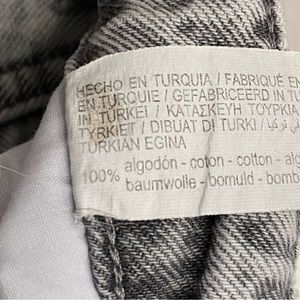 HECHO EN TURQUIA / FABRIQUÉ EN
EN TURQUIE / GEFABRICEERD IN T
IN TÜRKEI / ΚΑΤΑΣΚΕΥΗ ΤΟΥΡΚΙΑ
TYRKIET / DIBUAT DI TURKI /
TURKIAN EGINA
100% algodón - coton - cotton - alg
baumwolle - bomuld - bomb